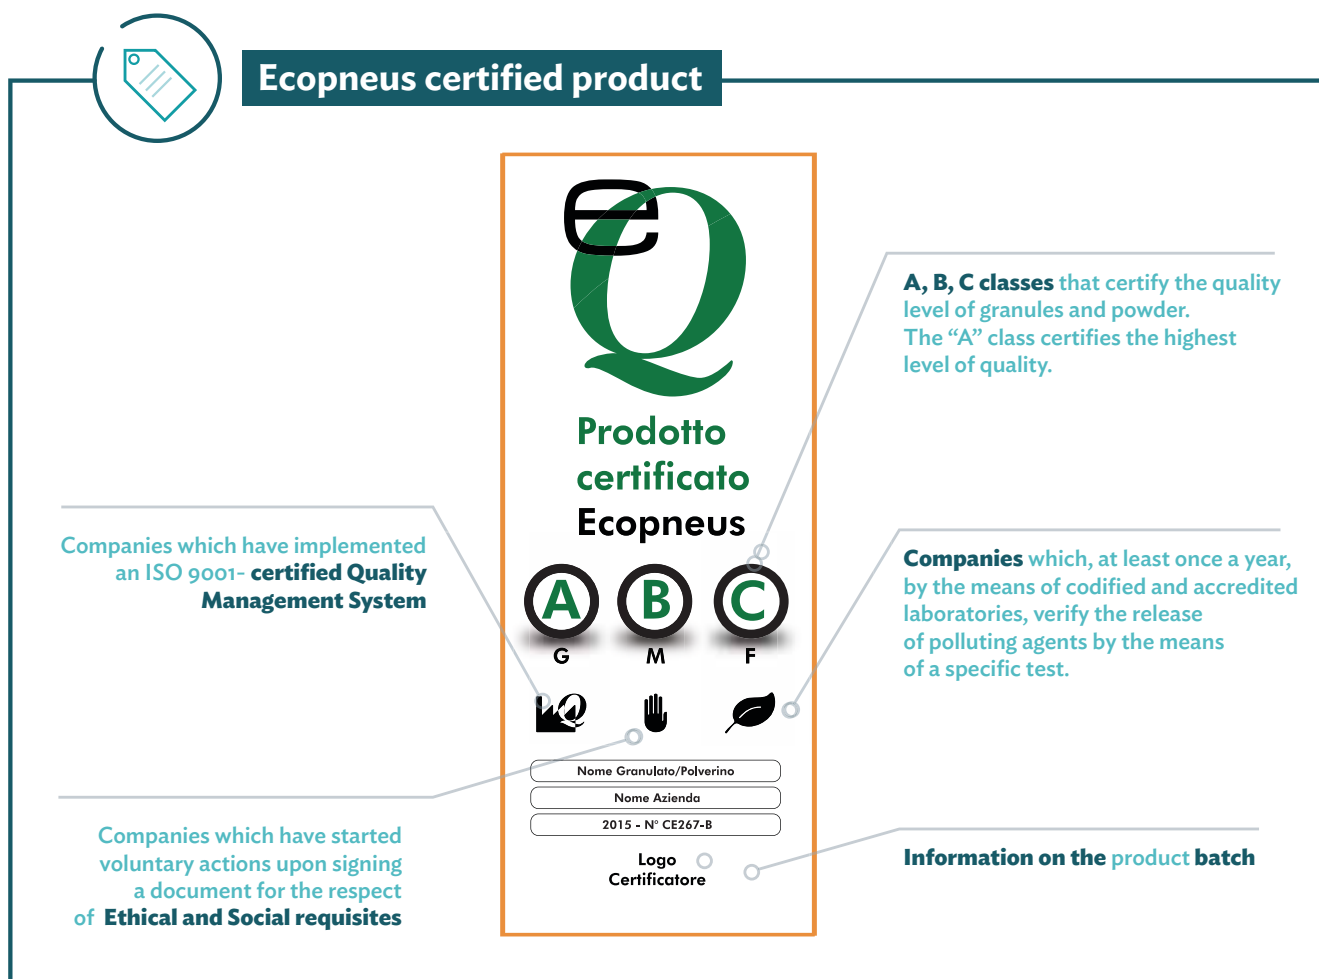 Ecopneus certified product
eQ
Prodotto
certificato
Ecopneus
A B C
G M F
Q
Nome Granulato/Polverino
Nome Azienda
2015 - N° CE267-B
Logo
Certificatore
A, B, C classes that certify the quality
level of granules and powder.
The “A” class certifies the highest
level of quality.
Companies which have implemented
an ISO 9001- certified Quality
Management System
Companies which, at least once a year,
by the means of codified and accredited
laboratories, verify the release
of polluting agents by the means
of a specific test.
Companies which have started
voluntary actions upon signing
a document for the respect
of Ethical and Social requisites
Information on the product batch